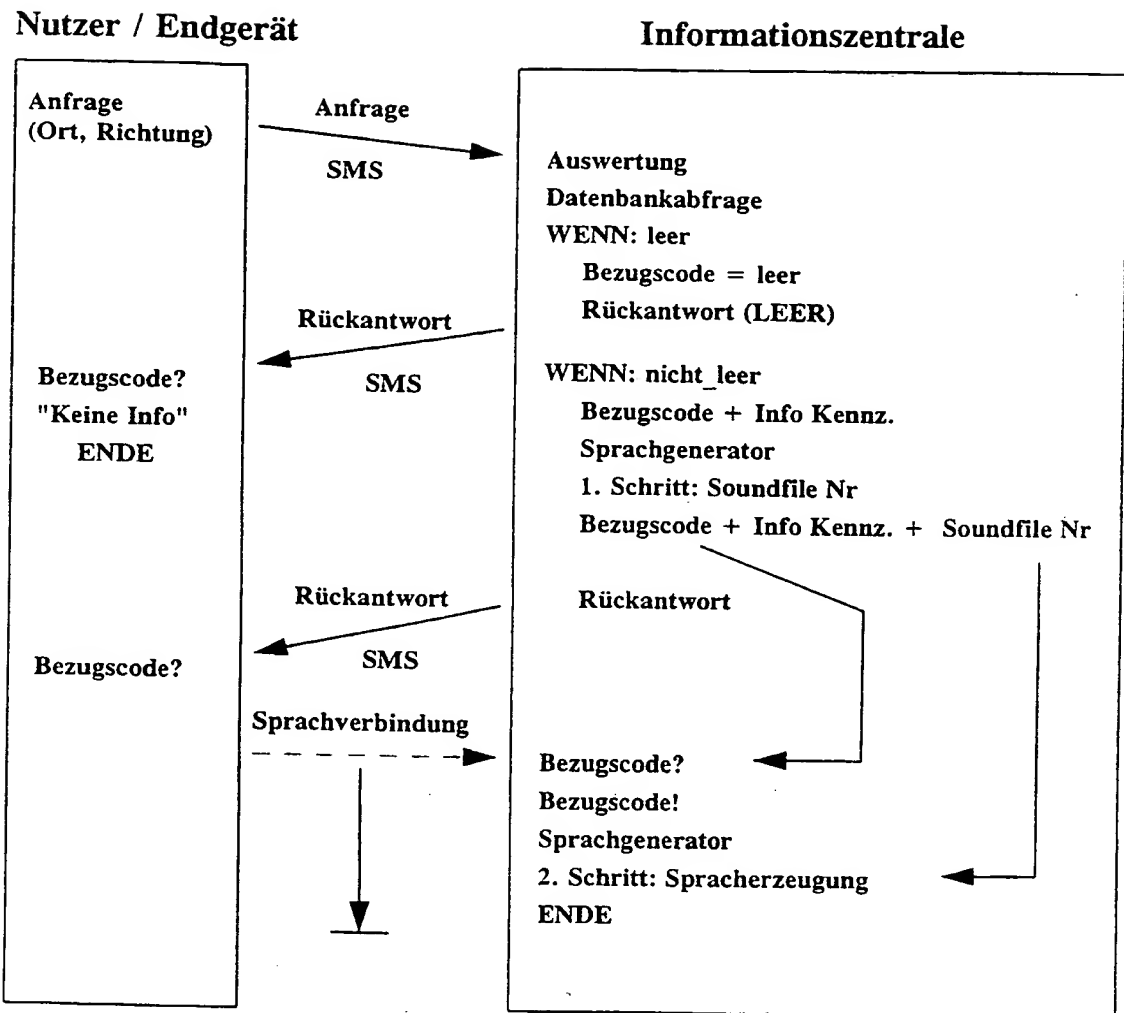 Nutzer / Endgerät
Informationszentrale
Anfrage
(Ort, Richtung)
Anfrage
SMS
Auswertung
Datenbankabfrage
WENN: leer
Bezugscode = leer
Rückantwort (LEER)
Rückantwort
SMS
Bezugscode?
"Keine Info"
ENDE
WENN: nicht_leer
Bezugscode + Info Kennz.
Sprachgenerator
1. Schritt: Soundfile Nr
Bezugscode + Info Kennz. + Soundfile Nr
Rückantwort
Rückantwort
SMS
Bezugscode?
Sprachverbindung
Bezugscode?
Bezugscode!
Sprachgenerator
2. Schritt: Spracherzeugung
ENDE